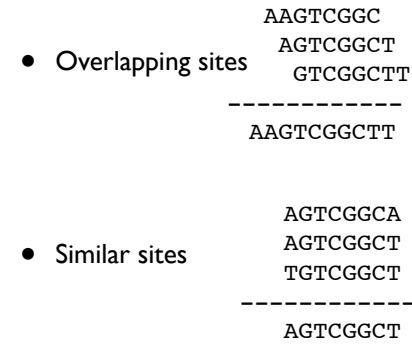 AAGTCGGC
AGTCGGCT
• Overlapping sites
GTCGGCTT
------------
AAGTCGGCTT
AGTCGGCA
• Similar sites AGTCGGCT
TGTCGGCT
------------
AGTCGGCT